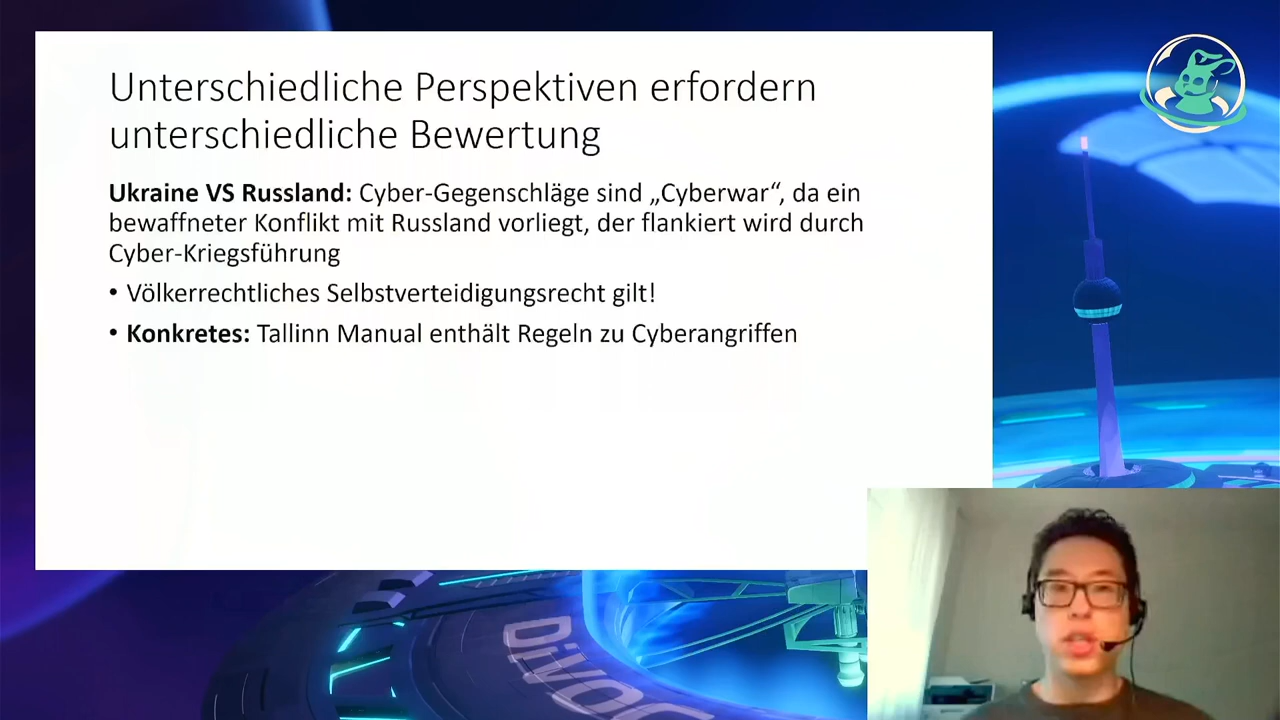 Unterschiedliche Perspektiven erfordern
unterschiedliche Bewertung
Ukraine VS Russland: Cyber-Gegenschläge sind „Cyberwar“, da ein
bewaffneter Konflikt mit Russland vorliegt, der flankiert wird durch
Cyber-Kriegsführung
• Völkerrechtliches Selbstverteidigungsrecht gilt!
• Konkretes: Tallinn Manual enthält Regeln zu Cyberangriffen
DiVOC